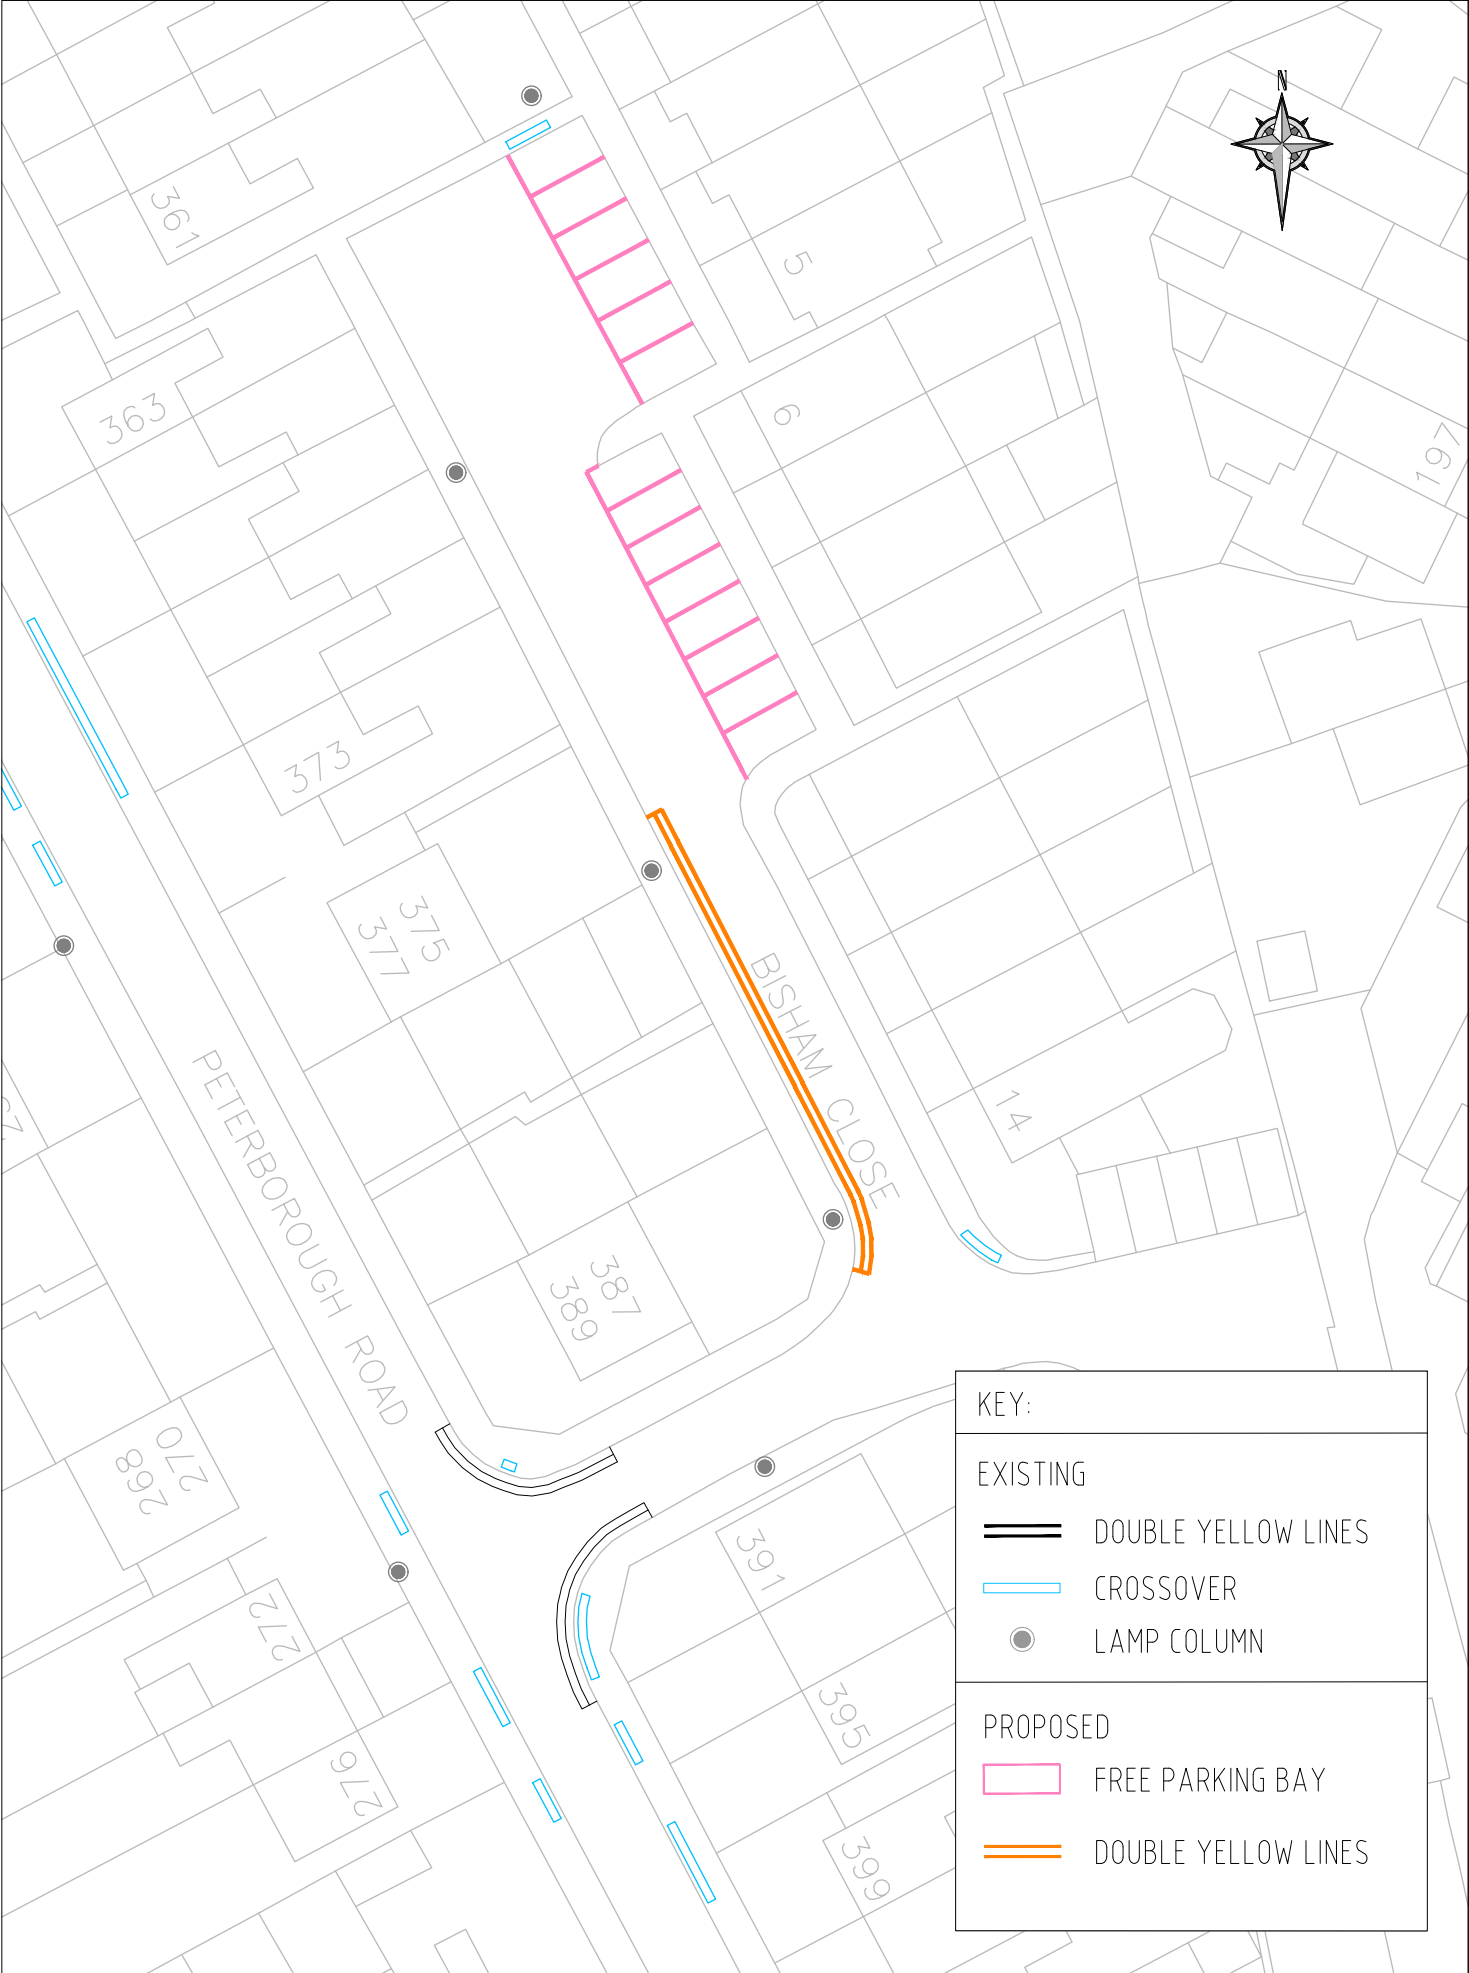 N
361
5
363
6
197
373
375
377
BISHAM CLOSE
14
PETERBOROUGH ROAD
387
389
270
268
391
272
395
276
399
KEY:
EXISTING
DOUBLE YELLOW LINES
CROSSOVER
LAMP COLUMN
PROPOSED
FREE PARKING BAY
DOUBLE YELLOW LINES